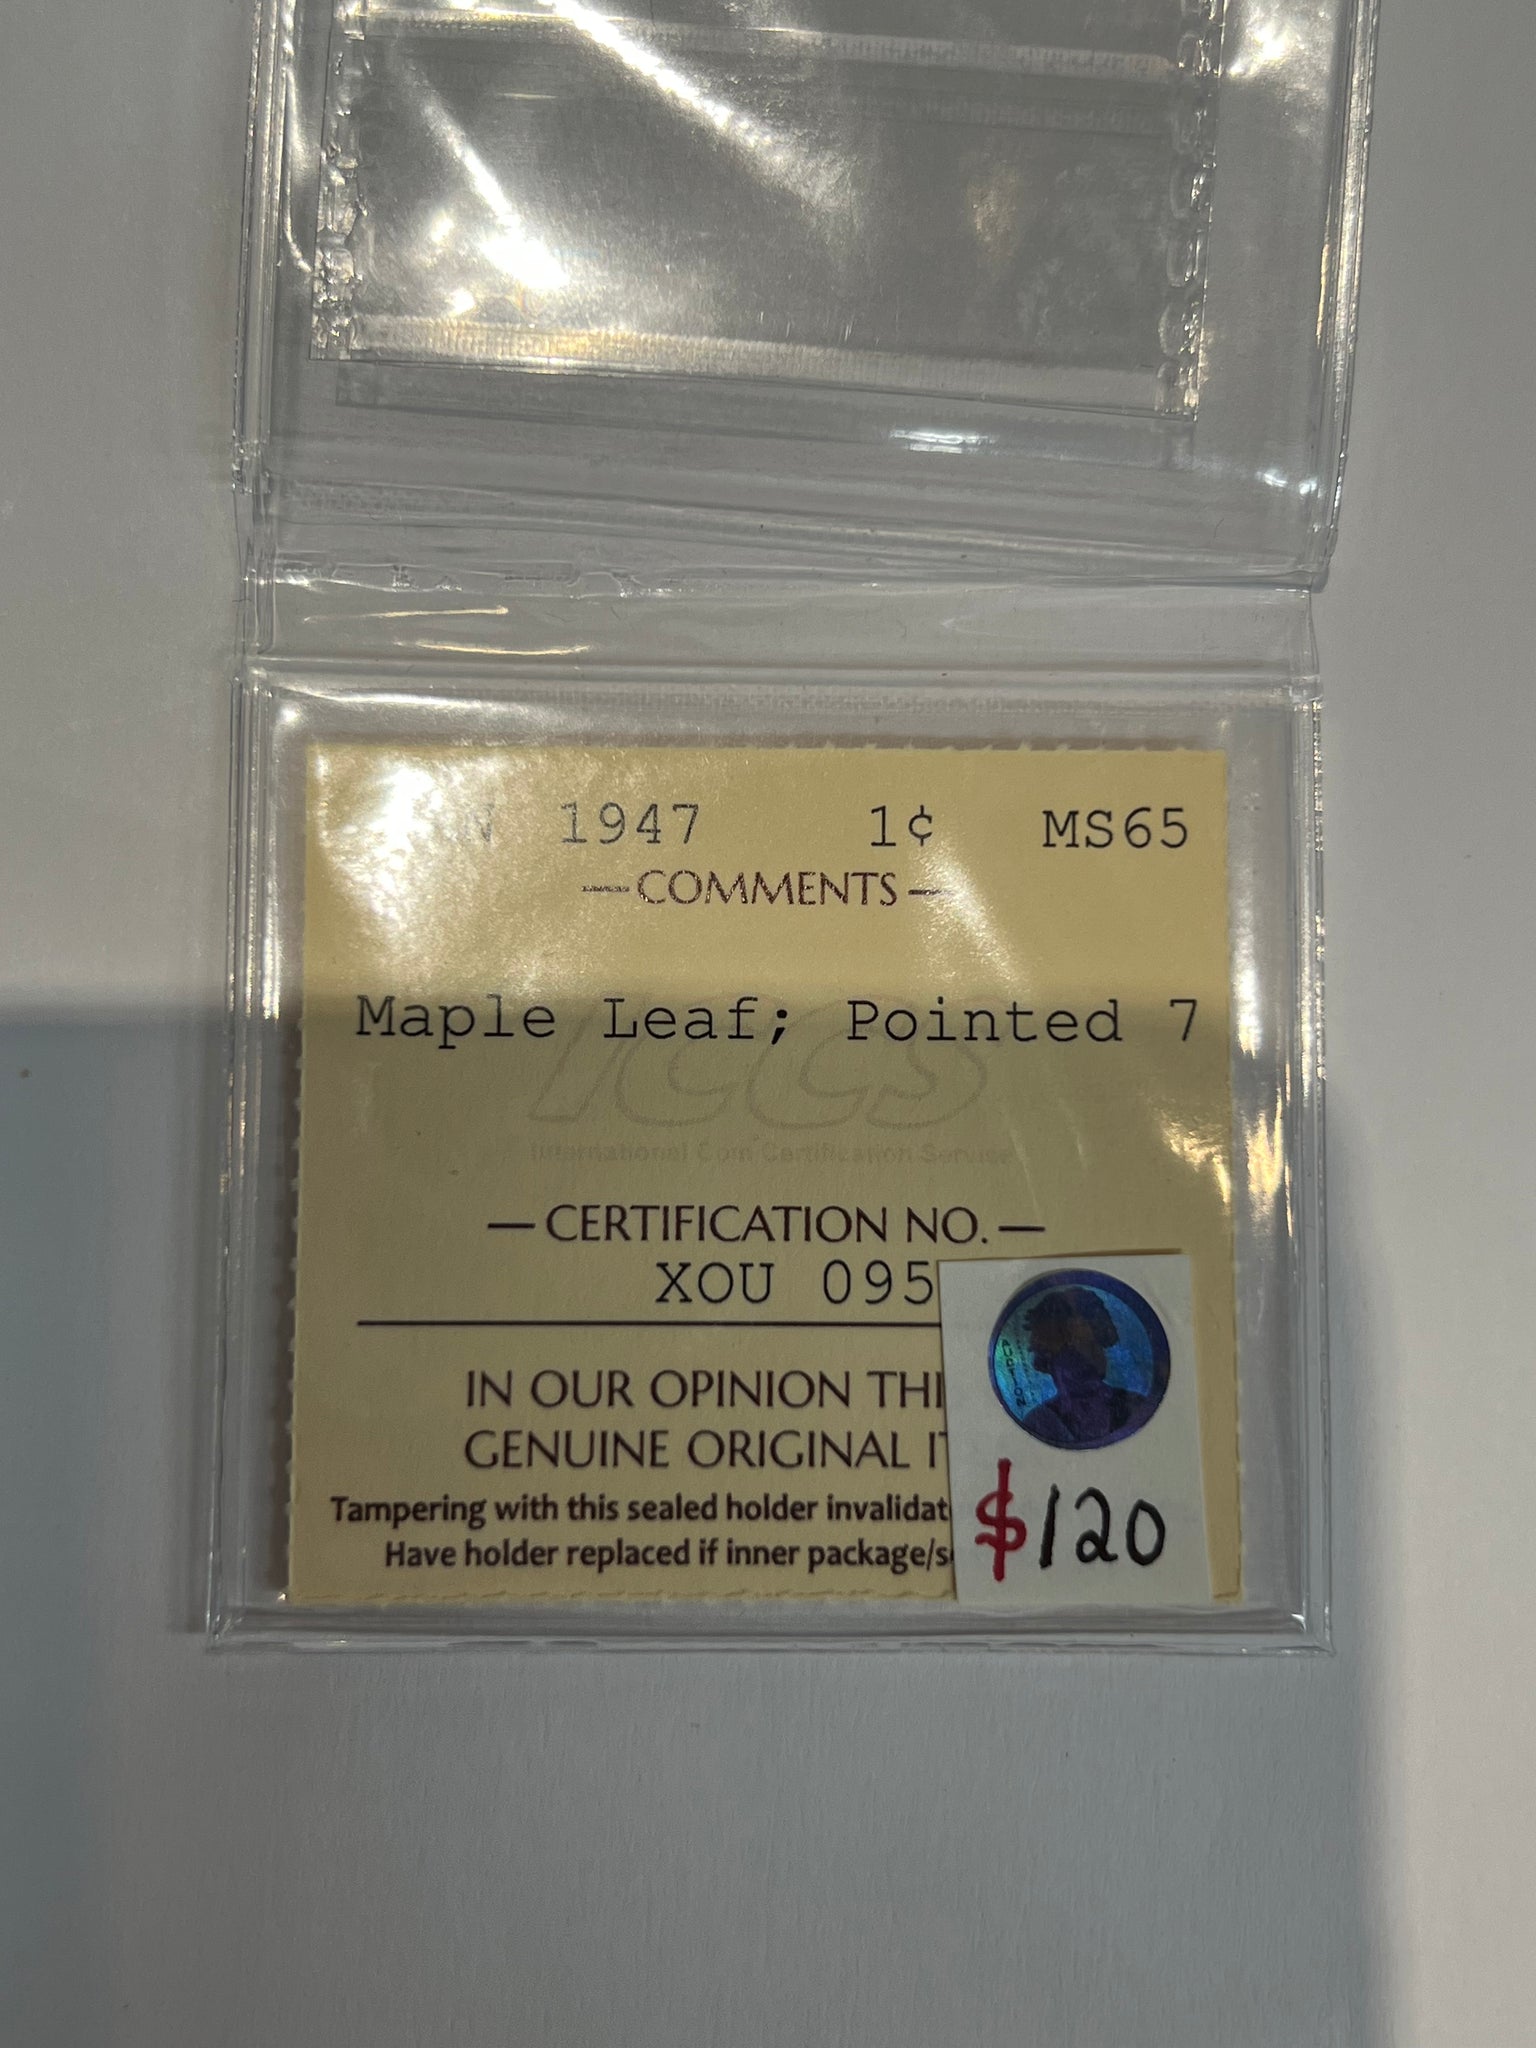 1947 1¢ MS65
—COMMENTS—
Maple Leaf; Pointed 7
ICCS
International Coin Certification Service
—CERTIFICATION NO.—
XOU 095
IN OUR OPINION THI
GENUINE ORIGINAL IT
Tampering with this sealed holder invalidat
Have holder replaced if inner package/s
$120